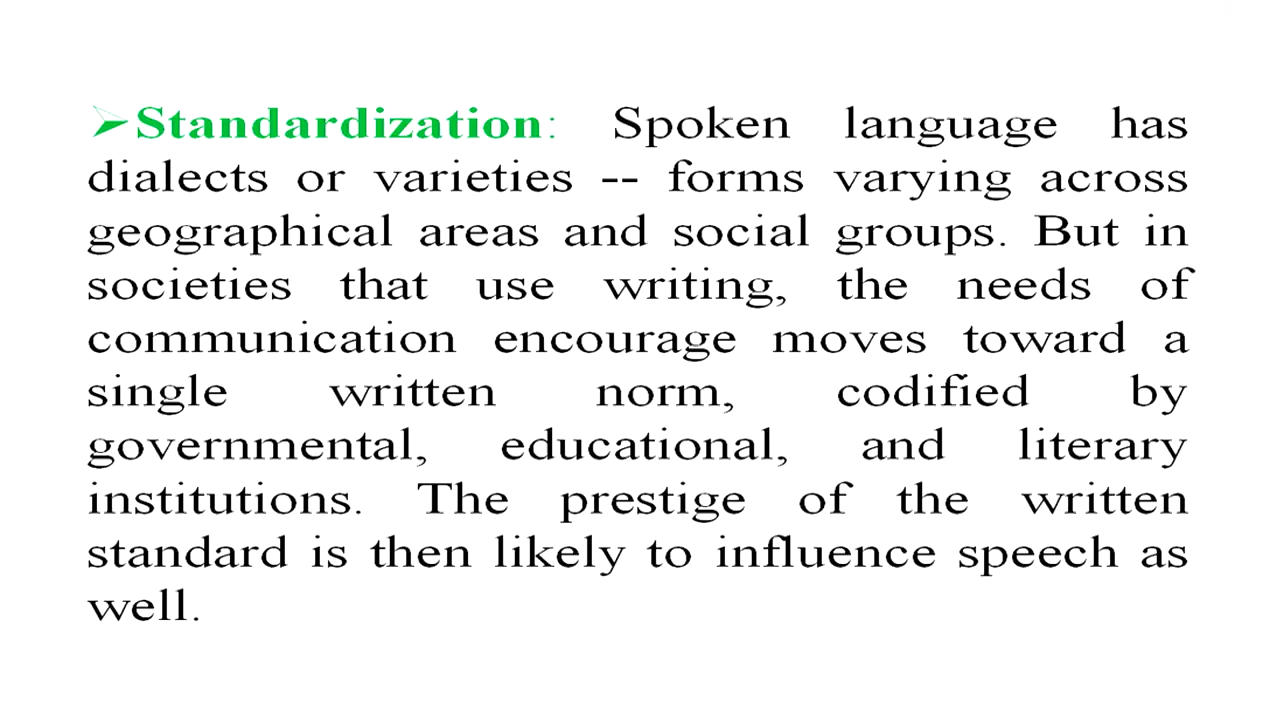 ➢Standardization: Spoken language has
dialects or varieties -- forms varying across
geographical areas and social groups. But in
societies that use writing, the needs of
communication encourage moves toward a
single written norm, codified by
governmental, educational, and literary
institutions. The prestige of the written
standard is then likely to influence speech as
well.